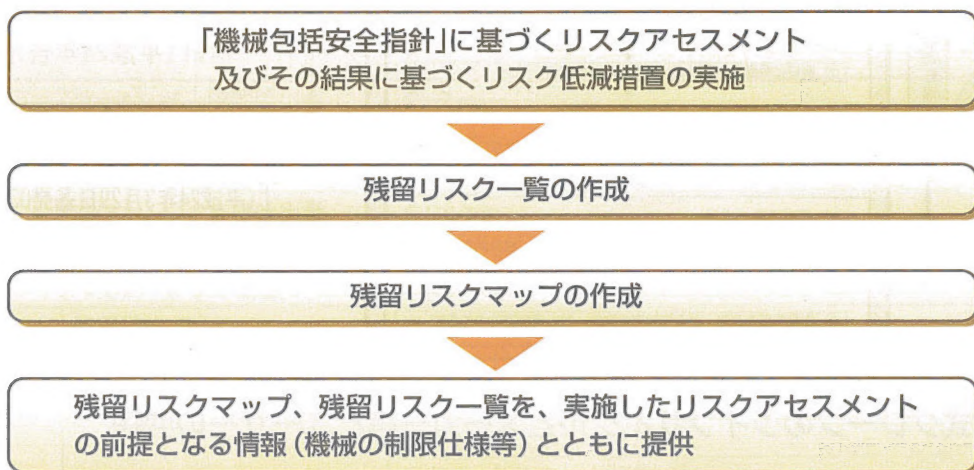 「機械包括安全指針」に基づくリスクアセスメント
及びその結果に基づくリスク低減措置の実施
残留リスク一覧の作成
残留リスクマップの作成
残留リスクマップ、残留リスク一覧を、実施したリスクアセスメント
の前提となる情報(機械の制限仕様等)とともに提供